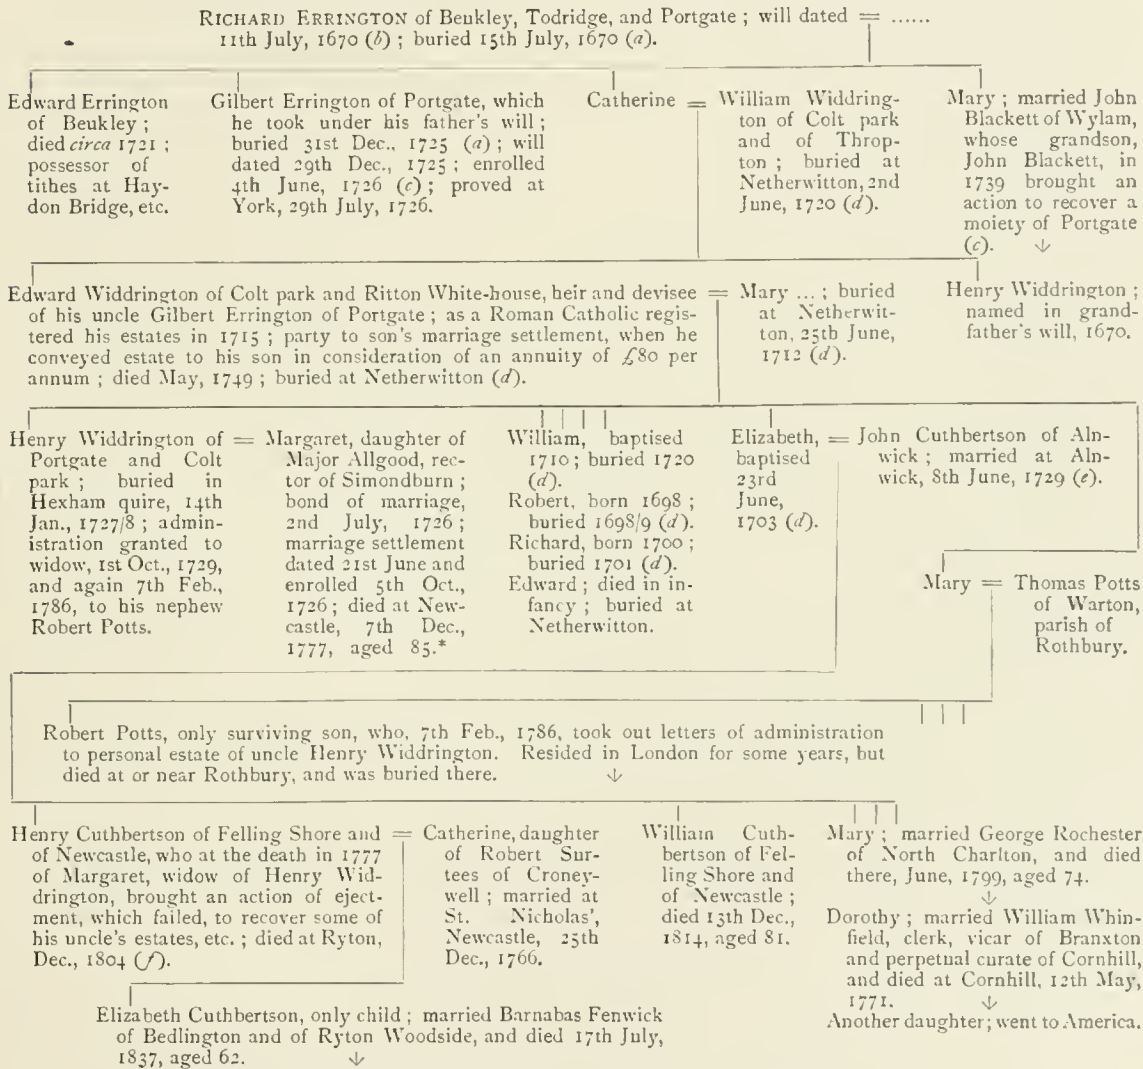 RICHARD ERRINGTON of Beukley, Todridge, and Portgate ; will dated = ......
11th July, 1670 (b) ; buried 15th July, 1670 (a).
Edward Errington
of Beukley ;
died circa 1721 ;
possessor of
tithes at Hay-
don Bridge, etc.
Gilbert Errington of Portgate, which
he took under his father's will ;
buried 31st Dec., 1725 (a) ; will
dated 29th Dec., 1725 ; enrolled
4th June, 1726 (c) ; proved at
York, 29th July, 1726.
Catherine =
William Widdring-
ton of Colt park
and of Throp-
ton ; buried at
Netherwitton, 2nd
June, 1720 (d).
Mary ; married John
Blackett of Wylam,
whose grandson,
John Blackett, in
1739 brought an
action to recover a
moiety of Portgate
(c). ↓
Edward Widdrington of Colt park and Ritton White-house, heir and devisee =
of his uncle Gilbert Errington of Portgate ; as a Roman Catholic regis-
tered his estates in 1715 ; party to son's marriage settlement, when he
conveyed estate to his son in consideration of an annuity of £80 per
annum ; died May, 1749 ; buried at Netherwitton (d).
Mary ... ; buried
at Netherwit-
ton, 25th June,
1712 (d).
Henry Widdrington ;
named in grand-
father's will, 1670.
Henry Widdrington of =
Portgate and Colt
park ; buried in
Hexham quire, 14th
Jan., 1727/8 ; admin-
istration granted to
widow, 1st Oct., 1729,
and again 7th Feb.,
1786, to his nephew
Robert Potts.
Margaret, daughter of
Major Allgood, rec-
tor of Simondburn ;
bond of marriage,
2nd July, 1726 ;
marriage settlement
dated 21st June and
enrolled 5th Oct.,
1726 ; died at New-
castle, 7th Dec.,
1777, aged 85.*
William, baptised
1710 ; buried 1720
(d).
Robert, born 1698 ;
buried 1698/9 (d).
Richard, born 1700 ;
buried 1701 (d).
Edward ; died in in-
fancy ; buried at
Netherwitton.
Elizabeth, =
baptised
23rd
June,
1703 (d).
John Cuthbertson of Aln-
wick ; married at Aln-
wick, 8th June, 1729 (e).
Mary =
Thomas Potts
of Warton,
parish of
Rothbury.
Robert Potts, only surviving son, who, 7th Feb., 1786, took out letters of administration
to personal estate of uncle Henry Widdrington. Resided in London for some years, but
died at or near Rothbury, and was buried there. ↓
Henry Cuthbertson of Felling Shore and =
of Newcastle, who at the death in 1777
of Margaret, widow of Henry Wid-
drington, brought an action of eject-
ment, which failed, to recover some of
his uncle's estates, etc. ; died at Ryton,
Dec., 1804 (f).
Catherine, daughter
of Robert Sur-
tees of Croney-
well ; married at
St. Nicholas',
Newcastle, 25th
Dec., 1766.
William Cuth-
bertson of Fel-
ling Shore and
of Newcastle ;
died 13th Dec.,
1814, aged 81.
Mary ; married George Rochester
of North Charlton, and died
there, June, 1799, aged 74.
↓
Dorothy ; married William Whin-
field, clerk, vicar of Branxton
and perpetual curate of Cornhill,
and died at Cornhill, 12th May,
1771. ↓
Another daughter; went to America.
Elizabeth Cuthbertson, only child ; married Barnabas Fenwick
of Bedlington and of Ryton Woodside, and died 17th July,
1837, aged 62. ↓